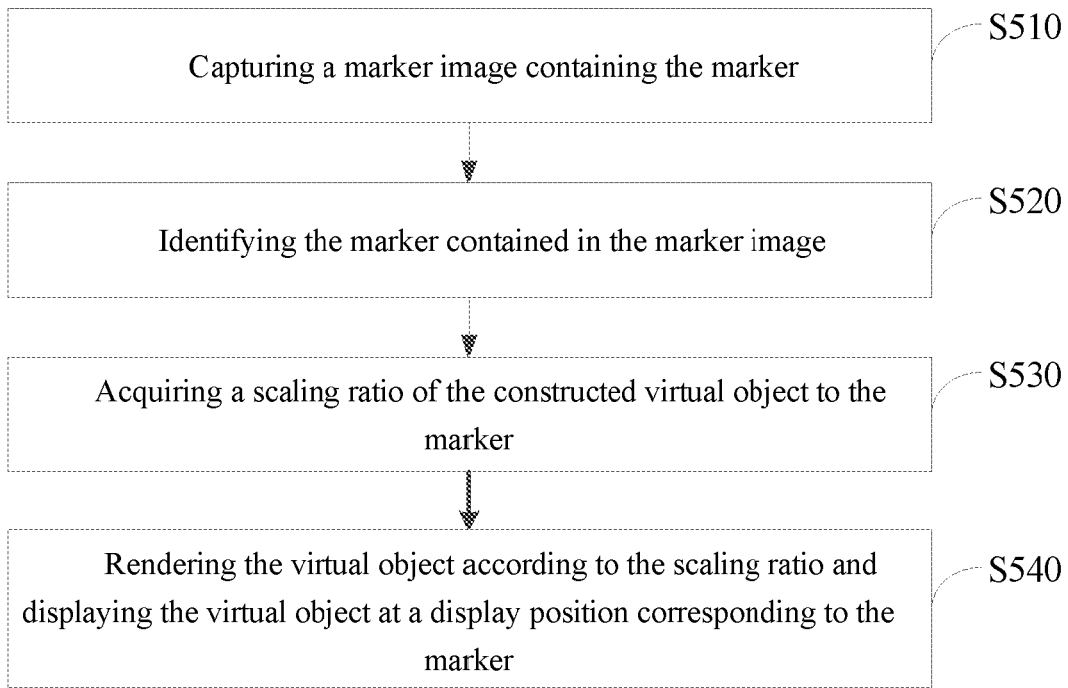 S510
Capturing a marker image containing the marker
S520
Identifying the marker contained in the marker image
S530
Acquiring a scaling ratio of the constructed virtual object to the
marker
S540
Rendering the virtual object according to the scaling ratio and
displaying the virtual object at a display position corresponding to the
marker